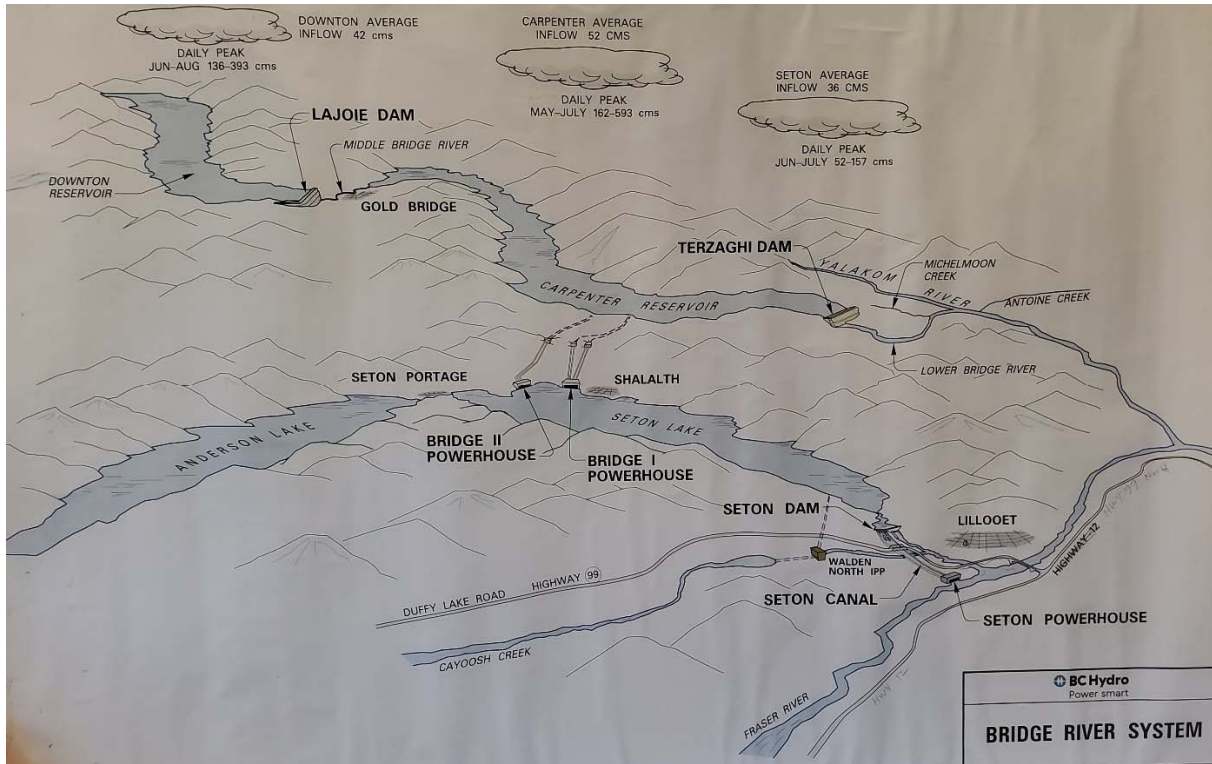 DOWNTON AVERAGE
INFLOW 42 cms
DAILY PEAK
JUN-AUG 136-393 cms
CARPENTER AVERAGE
INFLOW 52 CMS
DAILY PEAK
MAY-JULY 162-593 cms
SETON AVERAGE
INFLOW 36 CMS
DAILY PEAK
JUN-JULY 52-157 cms
LAJOIE DAM
MIDDLE BRIDGE RIVER
DOWNTON
RESERVOIR
GOLD BRIDGE
TERZAGHI DAM
YALAKOM RIVER
MICHELMOON
CREEK
ANTOINE CREEK
CARPENTER RESERVOIR
LOWER BRIDGE RIVER
SETON PORTAGE
SHALALTH
ANDERSON LAKE
SETON LAKE
BRIDGE II
POWERHOUSE
BRIDGE I
POWERHOUSE
SETON DAM
LILLOOET
HWY 99 North
HIGHWAY-12
WALDEN
NORTH IPP
DUFFY LAKE ROAD
HIGHWAY 99
SETON CANAL
SETON POWERHOUSE
CAYOOSH CREEK
HWY 12
FRASER RIVER
BC Hydro
Power smart
BRIDGE RIVER SYSTEM